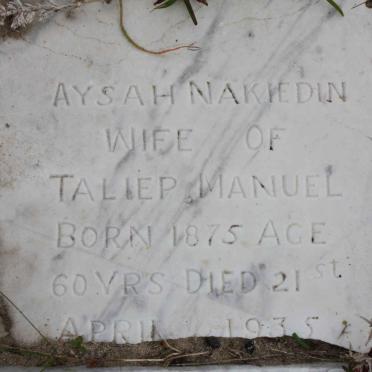 AYSAH NAKIEDIN
WIFE OF
TALIEP MANUEL
BORN 1875 AGE
60 YRS DIED 21st
APRIL 1935